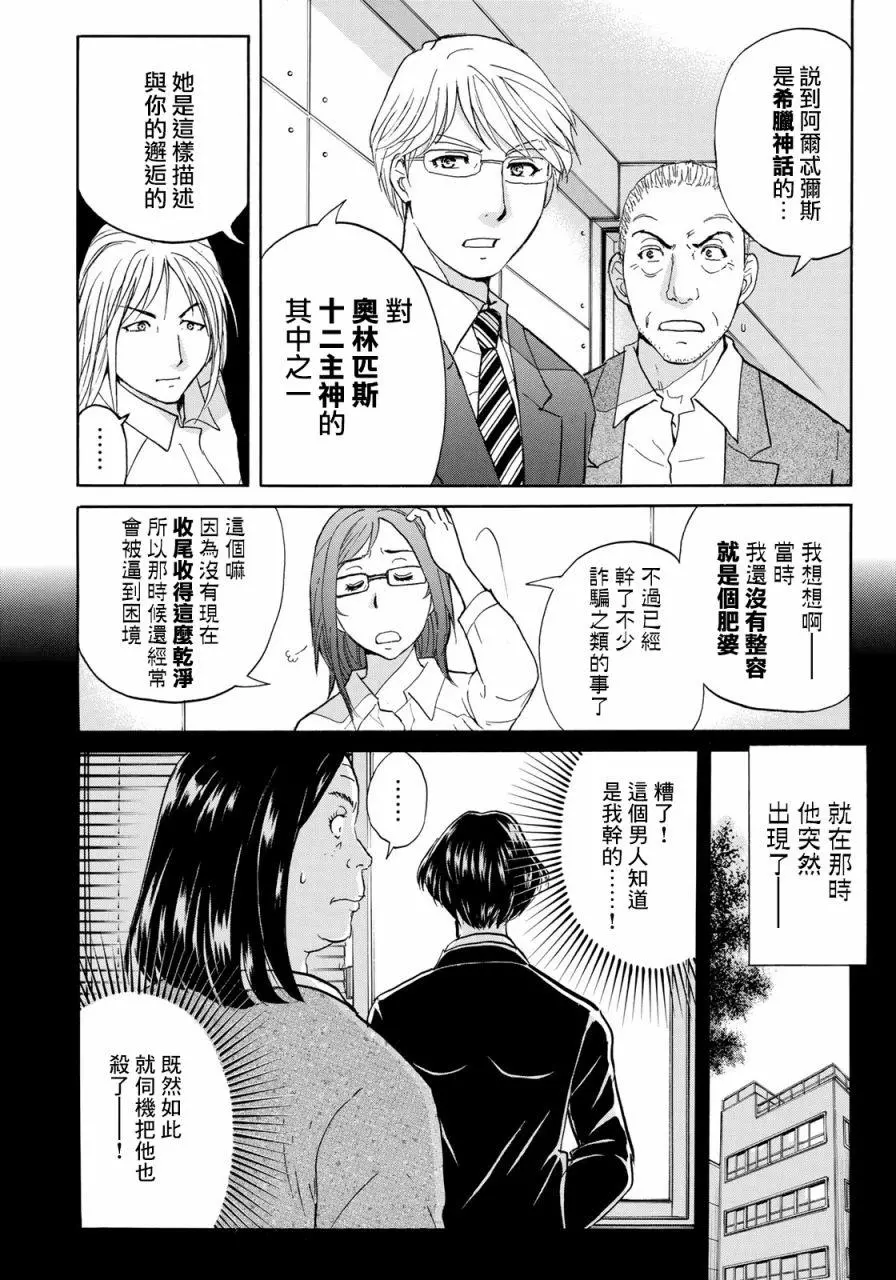 說到阿爾忒彌斯
是希臘神話的…
對
奧林匹斯
十二主神的
其中之一
她是這樣描述
與你的邂逅的
……
我想想啊——
當時
我還沒有整容
就是個肥婆
不過已經
幹了不少
詐騙之類的事了
這個嘛
因為沒有現在
收尾收得這麼乾淨
所以那時候還經常
會被逼到困境
就在那時
他突然
出現了——
糟了！
這個男人知道
是我幹的……！
……
既然如此
就伺機把他也
殺了——！